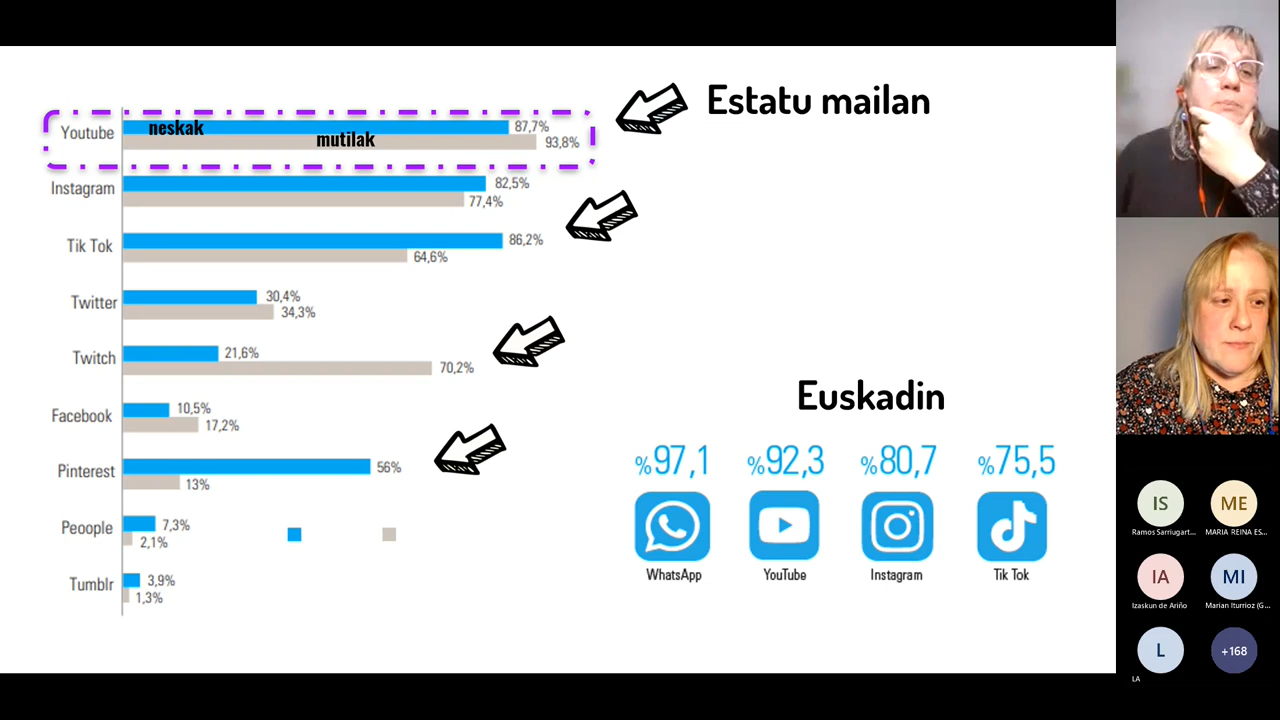 Estatu mailan
Youtube
neskak
87,7%
mutilak
93,8%
Instagram
82,5%
77,4%
Tik Tok
86,2%
64,6%
Twitter
30,4%
34,3%
Twitch
21,6%
70,2%
Facebook
10,5%
17,2%
Pinterest
56%
13%
Peoople
7,3%
2,1%
Tumblr
3,9%
1,3%
Euskadin
%97,1 %92,3 %80,7 %75,5
WhatsApp YouTube Instagram Tik Tok
IS ME
Ramos Sarriugart... MARIA REINA ES...
IA MI
Izaskun de Ariño Marian Iturrioz (G...
L +168
LA